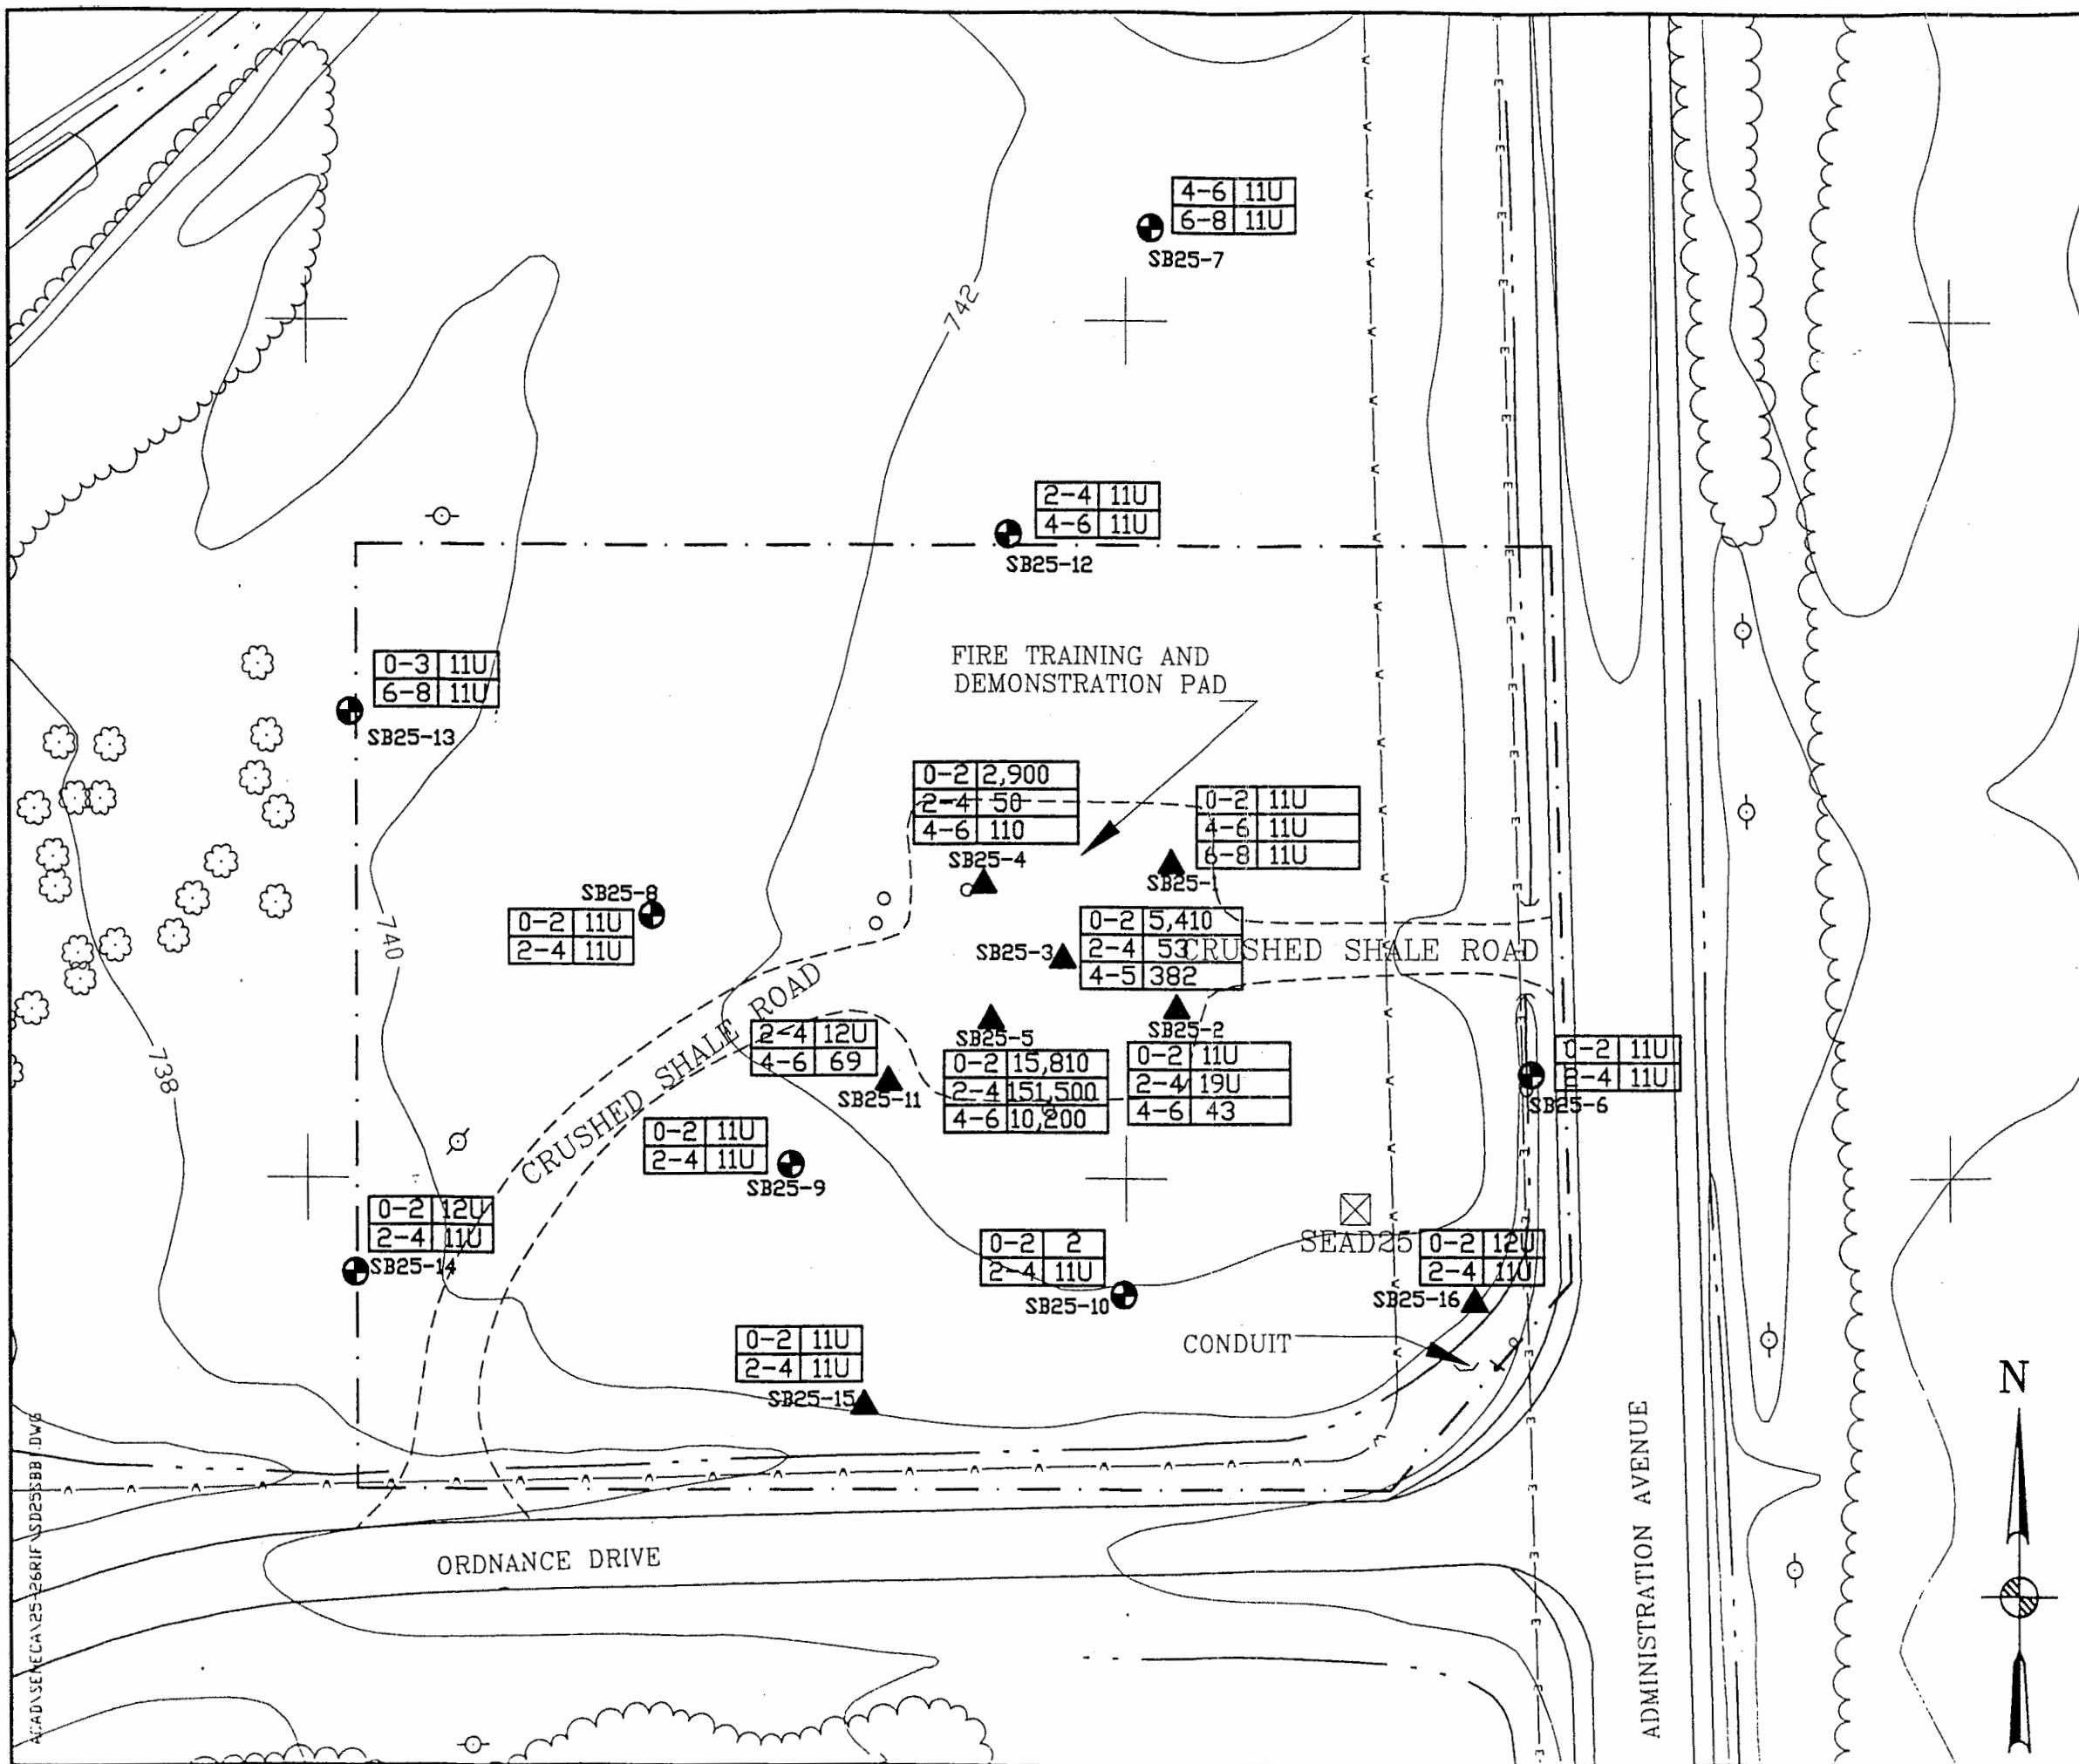 4-6 11U
6-8 11U
SB25-7
742
2-4 11U
4-6 11U
SB25-12
FIRE TRAINING AND
DEMONSTRATION PAD
0-3 11U
6-8 11U
SB25-13
0-2 2,900
2-4 50
4-6 110
SB25-4
0-2 11U
4-6 11U
6-8 11U
SB25-1
SB25-8
0-2 11U
2-4 11U
740
0-2 5,410
2-4 53
4-5 382
SB25-3
CRUSHED SHALE ROAD
CRUSHED SHALE ROAD
738
2-4 12U
4-6 69
SB25-11
SB25-5
0-2 15,810
2-4 151,500
4-6 10,200
SB25-2
0-2 11U
2-4 19U
4-6 43
0-2 11U
2-4 11U
SB25-6
0-2 11U
2-4 11U
SB25-9
0-2 12U
2-4 11U
SB25-14
0-2 2
2-4 11U
SB25-10
SEAD25
0-2 12U
2-4 11U
SB25-16
CONDUIT
0-2 11U
2-4 11U
SB25-15
N
ORDNANCE DRIVE
ADMINISTRATION AVENUE